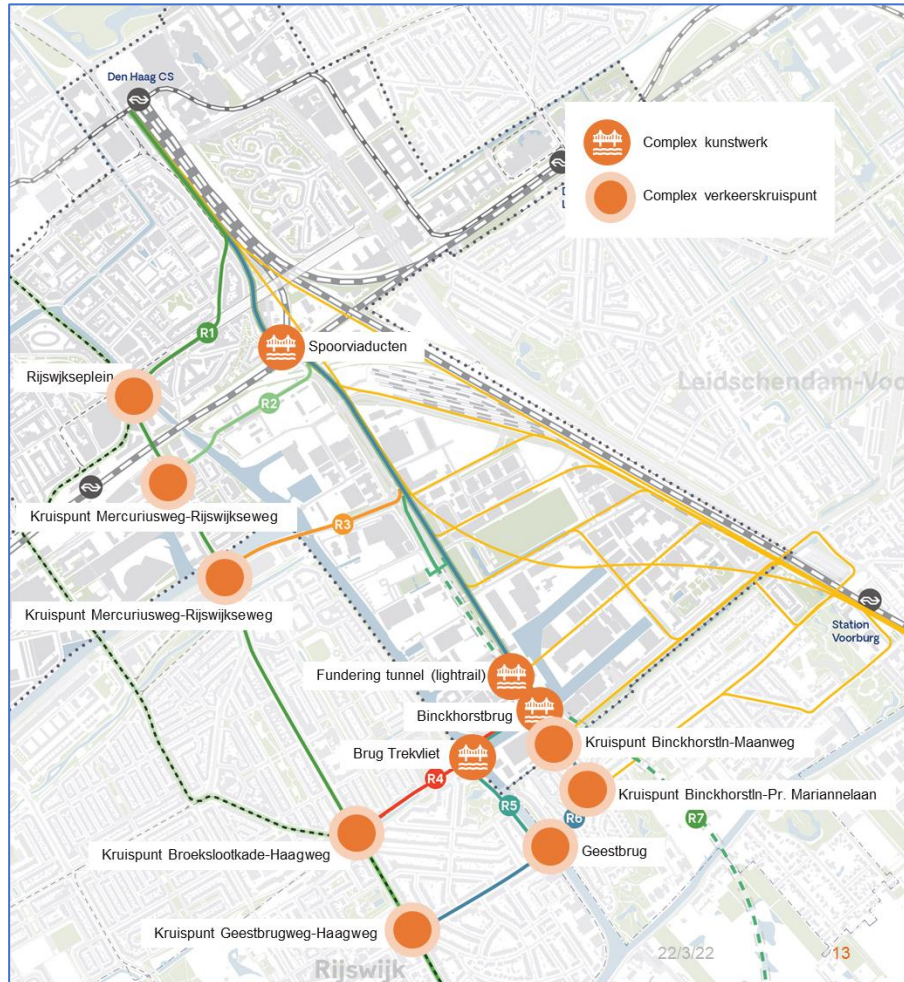 Den Haag CS
Complex kunstwerk
Complex verkeerskruispunt
R1
Spoorviaducten
Rijswjkseplein
Leidschendam-Voo
R2
Kruispunt Mercuriusweg-Rijswijkseweg
R3
Kruispunt Mercuriusweg-Rijswijkseweg
Station
Voorburg
Fundering tunnel (lightrail)
Binckhorstbrug
Kruispunt Binckhorstln-Maanweg
Brug Trekvliet
R4
Kruispunt Binckhorstln-Pr. Mariannelaan
R5
R6
R7
Kruispunt Broekslootkade-Haagweg
Geestbrug
Kruispunt Geestbrugweg-Haagweg
22/3/22
13
Rijswijk